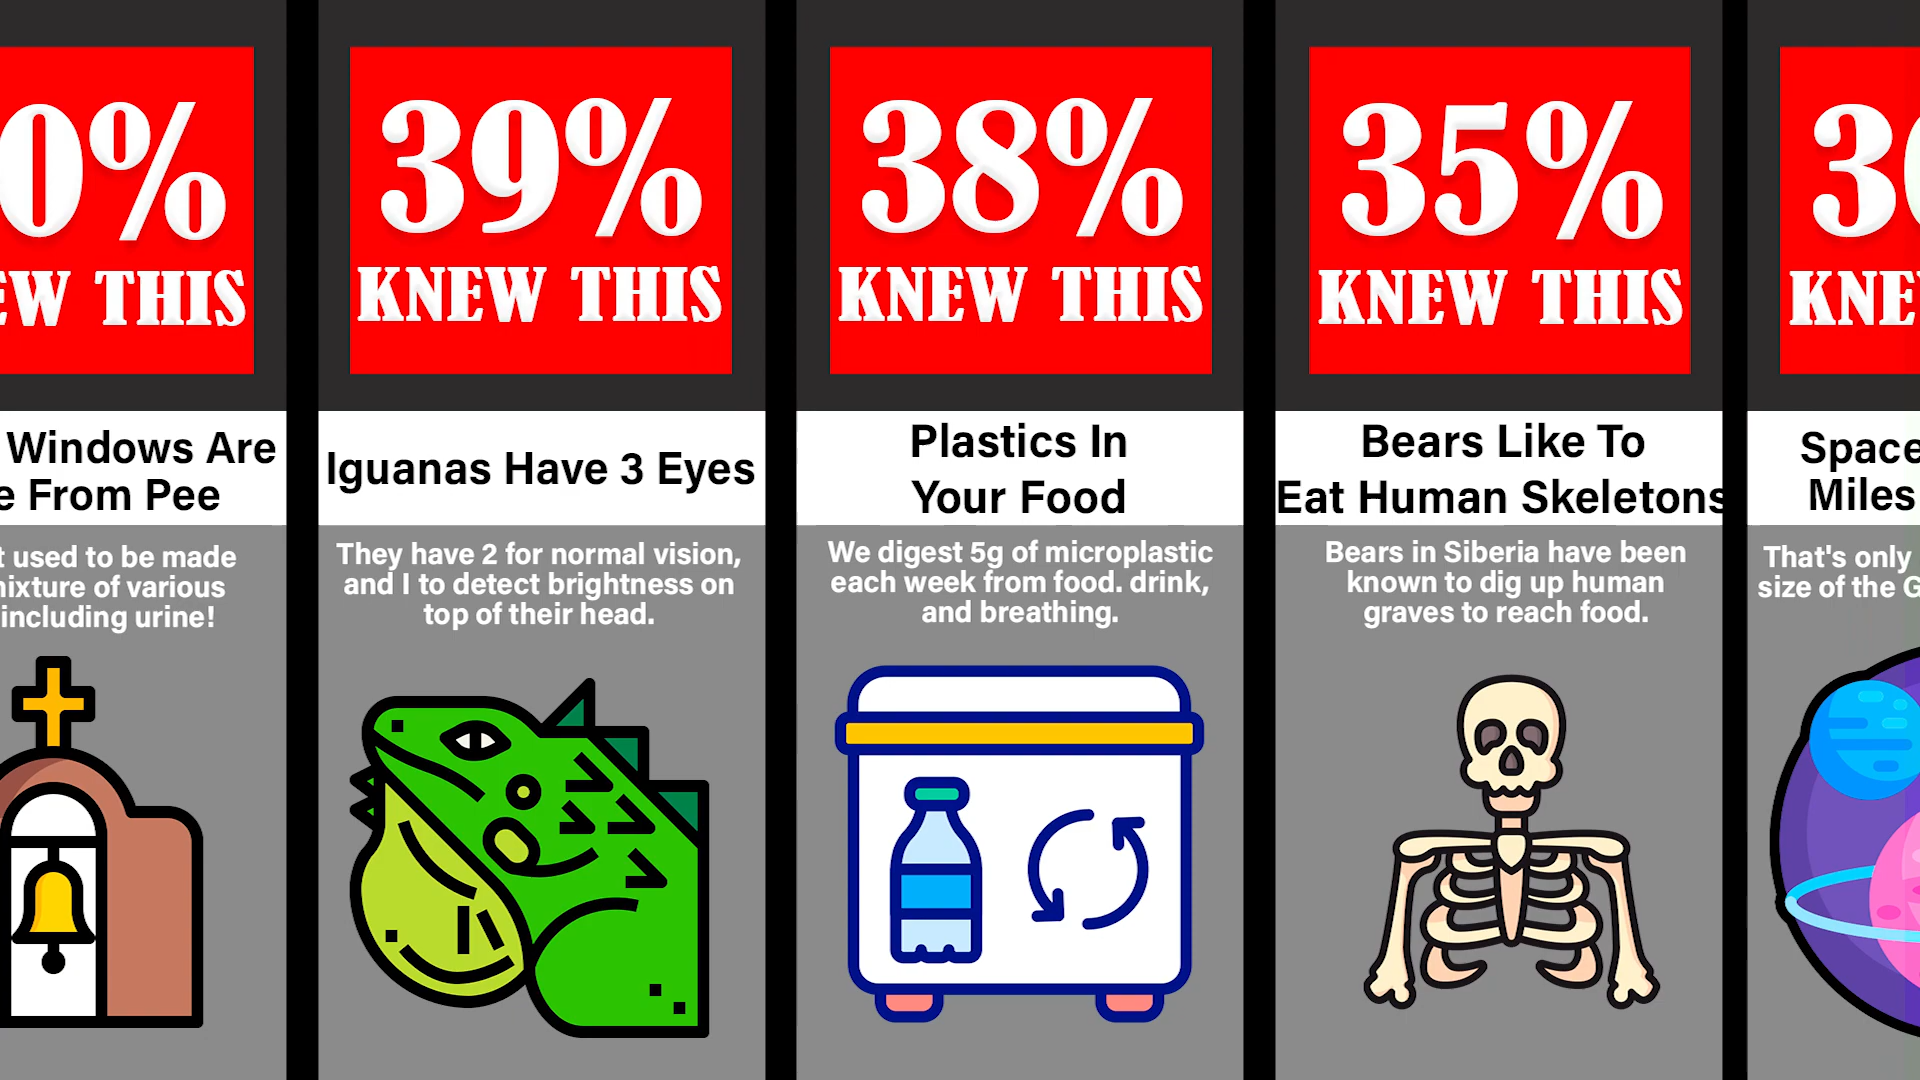 0%
EW THIS
Windows Are
e From Pee
t used to be made
mixture of various
including urine!
39%
KNEW THIS
Iguanas Have 3 Eyes
They have 2 for normal vision,
and I to detect brightness on
top of their head.
38%
KNEW THIS
Plastics In
Your Food
We digest 5g of microplastic
each week from food. drink,
and breathing.
35%
KNEW THIS
Bears Like To
Eat Human Skeletons
Bears in Siberia have been
known to dig up human
graves to reach food.
3
KNE
Space
Miles
That's only
size of the G